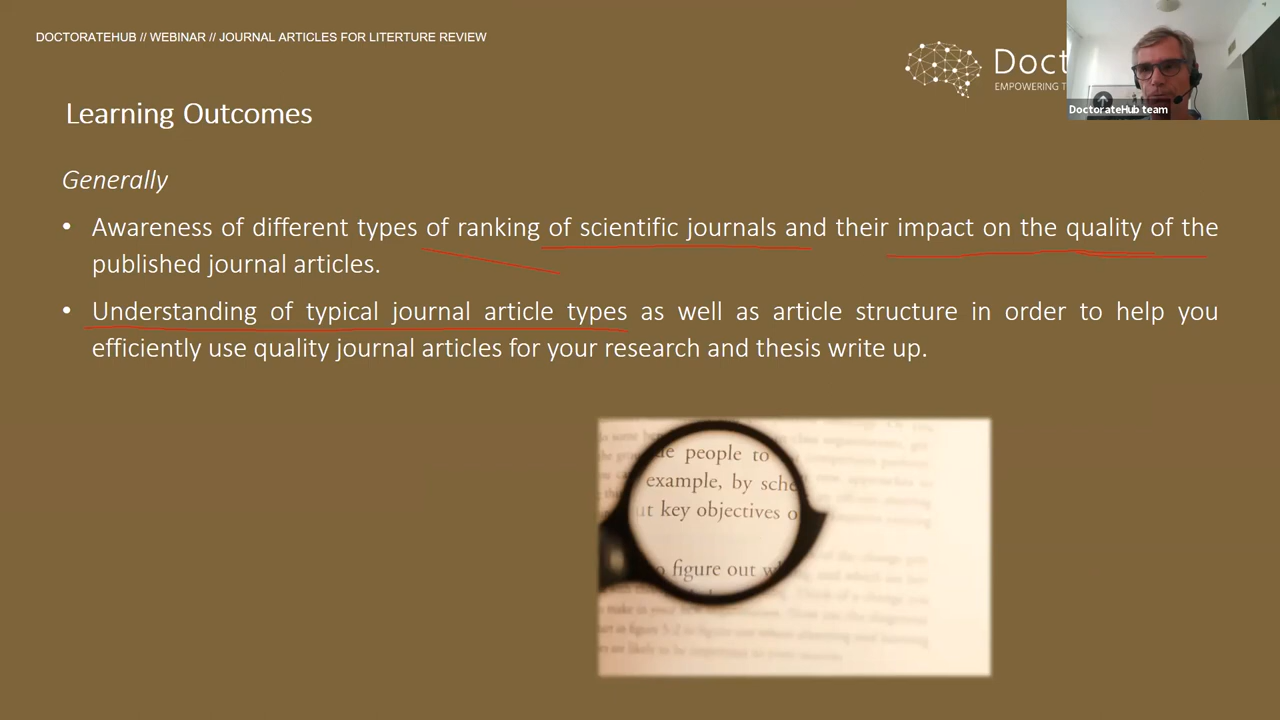 DOCTORATEHUB // WEBINAR // JOURNAL ARTICLES FOR LITERTURE REVIEW
Doct
EMPOWERING T
DoctorateHub team
Learning Outcomes
Generally
• Awareness of different types of ranking of scientific journals and their impact on the quality of the
published journal articles.
• Understanding of typical journal article types as well as article structure in order to help you
efficiently use quality journal articles for your research and thesis write up.
people to
example, by sche
ut key objectives o
figure out w